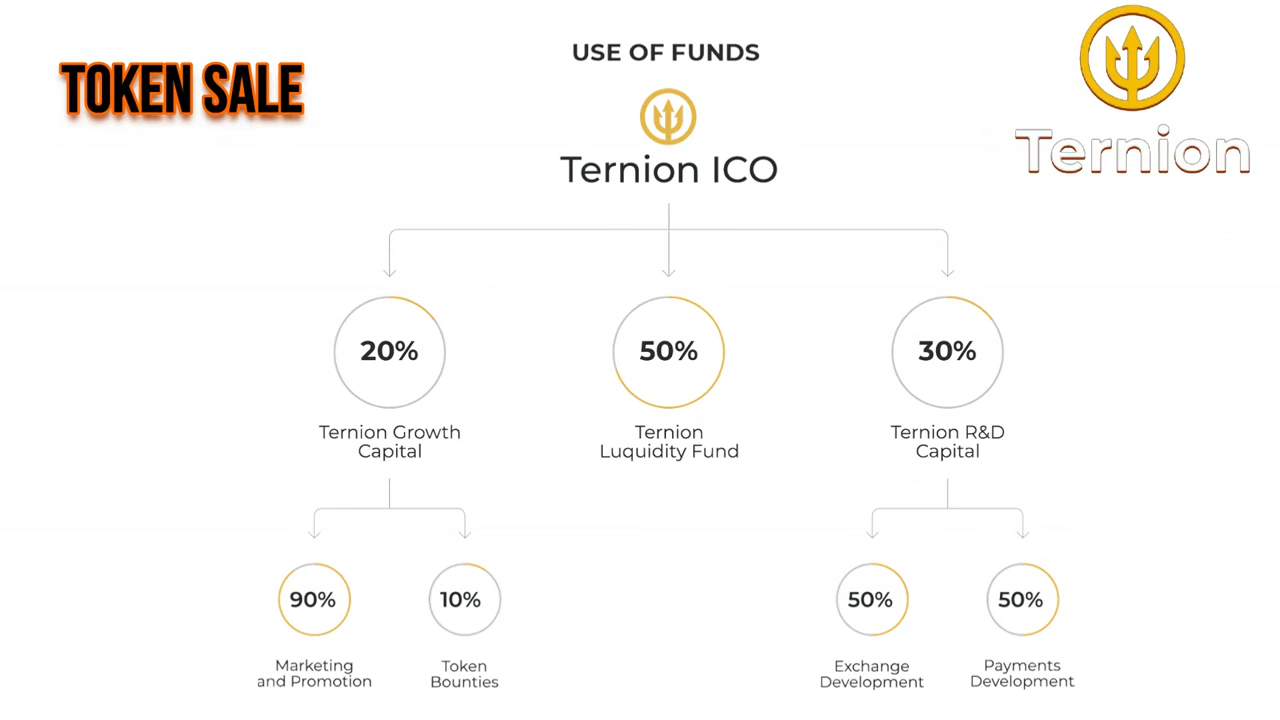 TOKEN SALE
USE OF FUNDS
Ternion
Ternion ICO
20%
50%
30%
Ternion Growth
Capital
Ternion
Luquidity Fund
Ternion R&D
Capital
90%
10%
50%
50%
Marketing
and Promotion
Token
Bounties
Exchange
Development
Payments
Development